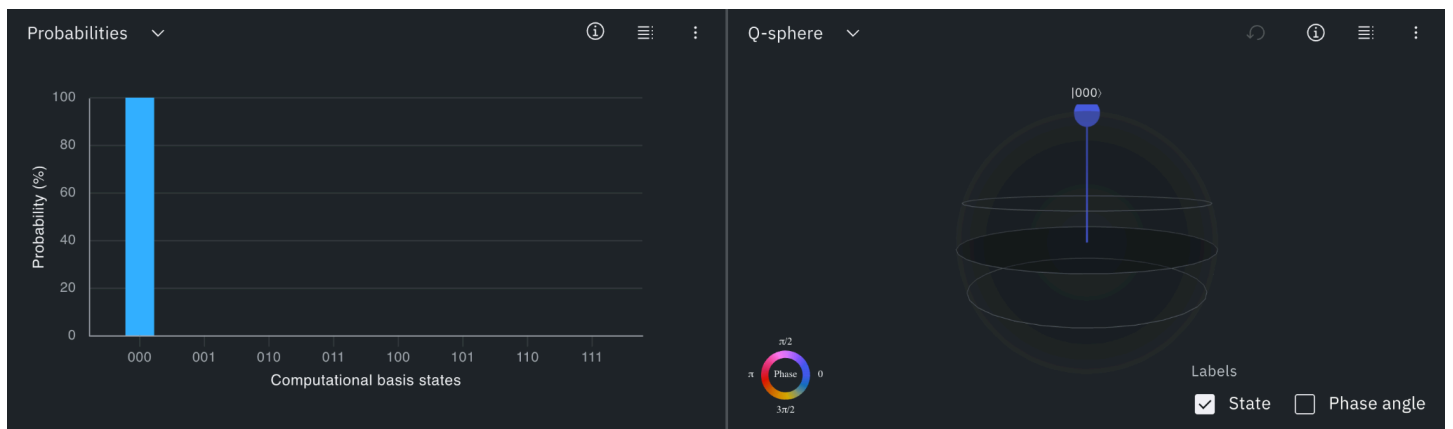 Probabilities
100
80
60
40
20
0
Probability (%)
000 001 010 011 100 101 110 111
Computational basis states
Q-sphere
|000⟩
π/2
π Phase 0
3π/2
Labels
State Phase angle